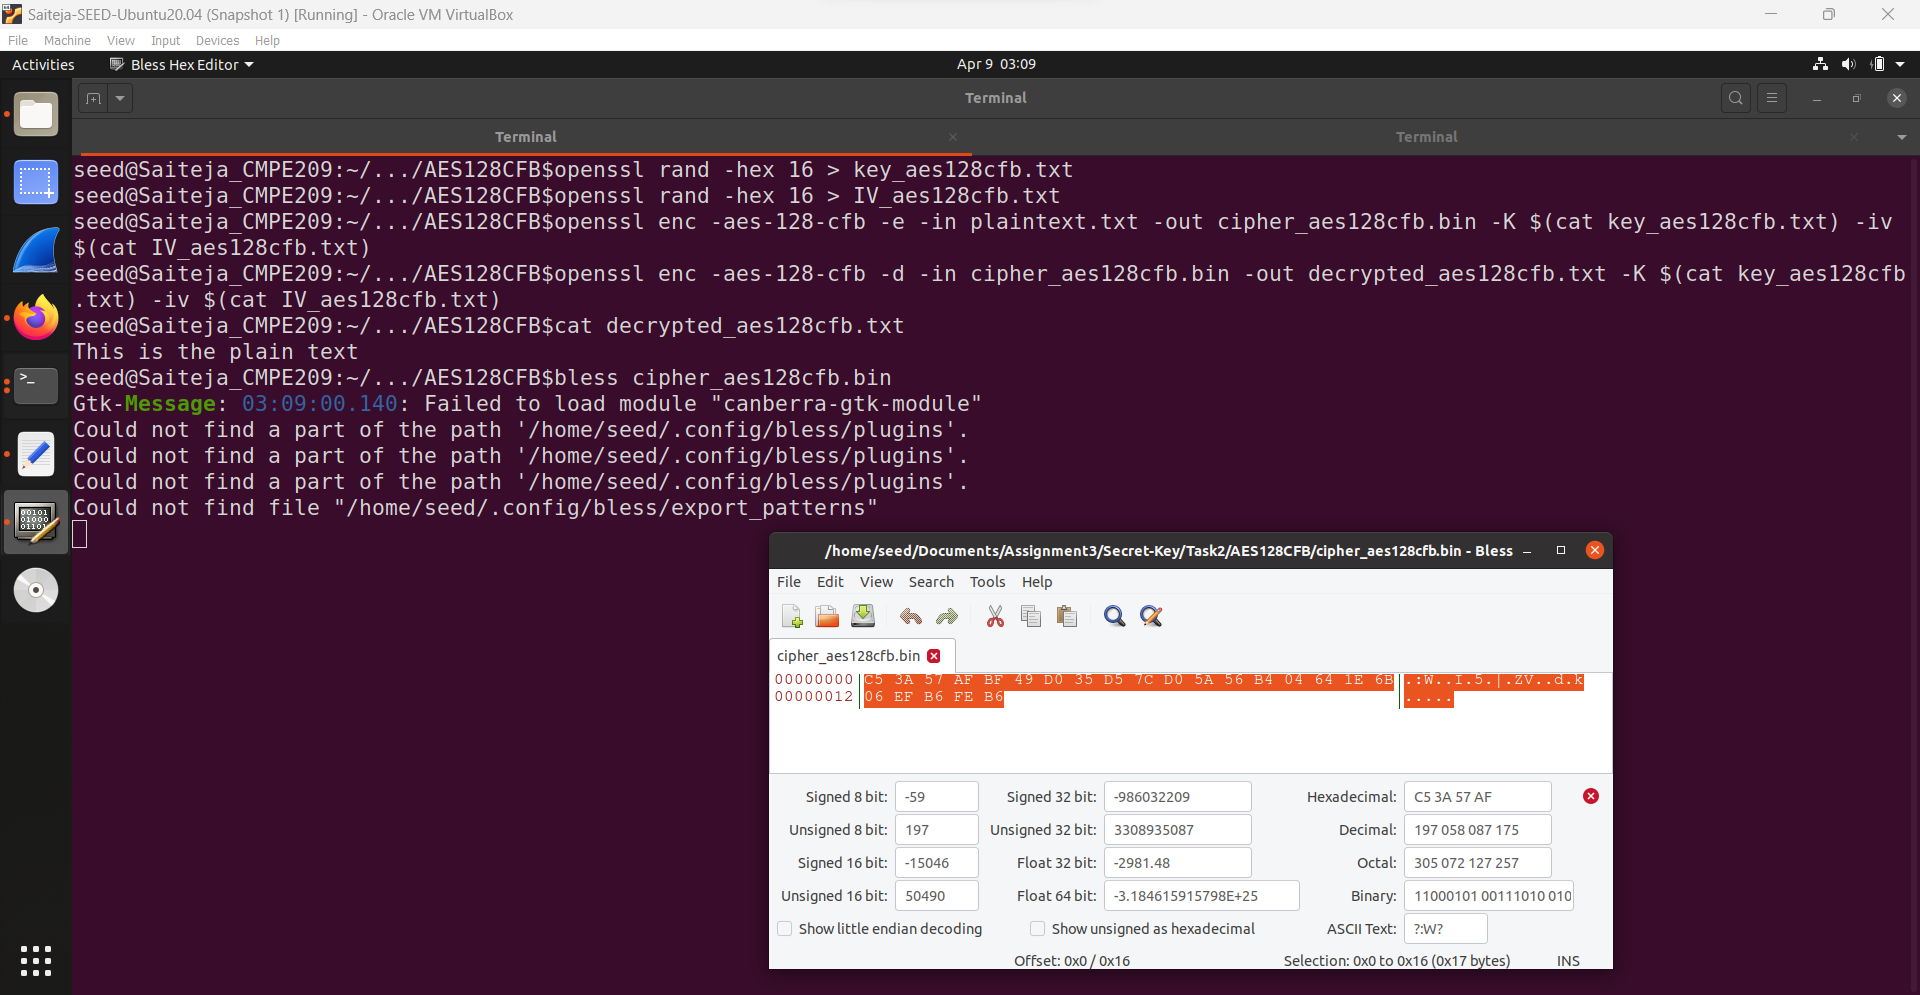 Saiteja-SEED-Ubuntu20.04 (Snapshot 1) [Running] - Oracle VM VirtualBox
File Machine View Input Devices Help
Activities Bless Hex Editor Apr 9 03:09
Terminal
Terminal Terminal
seed@Saiteja_CMPE209:~/.../AES128CFB$openssl rand -hex 16 > key_aes128cfb.txt
seed@Saiteja_CMPE209:~/.../AES128CFB$openssl rand -hex 16 > IV_aes128cfb.txt
seed@Saiteja_CMPE209:~/.../AES128CFB$openssl enc -aes-128-cfb -e -in plaintext.txt -out cipher_aes128cfb.bin -K $(cat key_aes128cfb.txt) -iv
$(cat IV_aes128cfb.txt)
seed@Saiteja_CMPE209:~/.../AES128CFB$openssl enc -aes-128-cfb -d -in cipher_aes128cfb.bin -out decrypted_aes128cfb.txt -K $(cat key_aes128cfb
.txt) -iv $(cat IV_aes128cfb.txt)
seed@Saiteja_CMPE209:~/.../AES128CFB$cat decrypted_aes128cfb.txt
This is the plain text
seed@Saiteja_CMPE209:~/.../AES128CFB$bless cipher_aes128cfb.bin
Gtk-Message: 03:09:00.140: Failed to load module "canberra-gtk-module"
Could not find a part of the path '/home/seed/.config/bless/plugins'.
Could not find a part of the path '/home/seed/.config/bless/plugins'.
Could not find a part of the path '/home/seed/.config/bless/plugins'.
Could not find file "/home/seed/.config/bless/export_patterns"
/home/seed/Documents/Assignment3/Secret-Key/Task2/AES128CFB/cipher_aes128cfb.bin - Bless
File Edit View Search Tools Help
cipher_aes128cfb.bin
00000000 C5 3A 57 AF BF 49 D0 35 D5 7C D0 5A 56 B4 04 64 1E 6B .:W..I.5.|.ZV..d.k
00000012 06 EF B6 FE B6 .....
Signed 8 bit: -59 Signed 32 bit: -986032209 Hexadecimal: C5 3A 57 AF
Unsigned 8 bit: 197 Unsigned 32 bit: 3308935087 Decimal: 197 058 087 175
Signed 16 bit: -15046 Float 32 bit: -2981.48 Octal: 305 072 127 257
Unsigned 16 bit: 50490 Float 64 bit: -3.184615915798E+25 Binary: 11000101 00111010 010
Show little endian decoding Show unsigned as hexadecimal ASCII Text: ?:W?
Offset: 0x0 / 0x16 Selection: 0x0 to 0x16 (0x17 bytes) INS